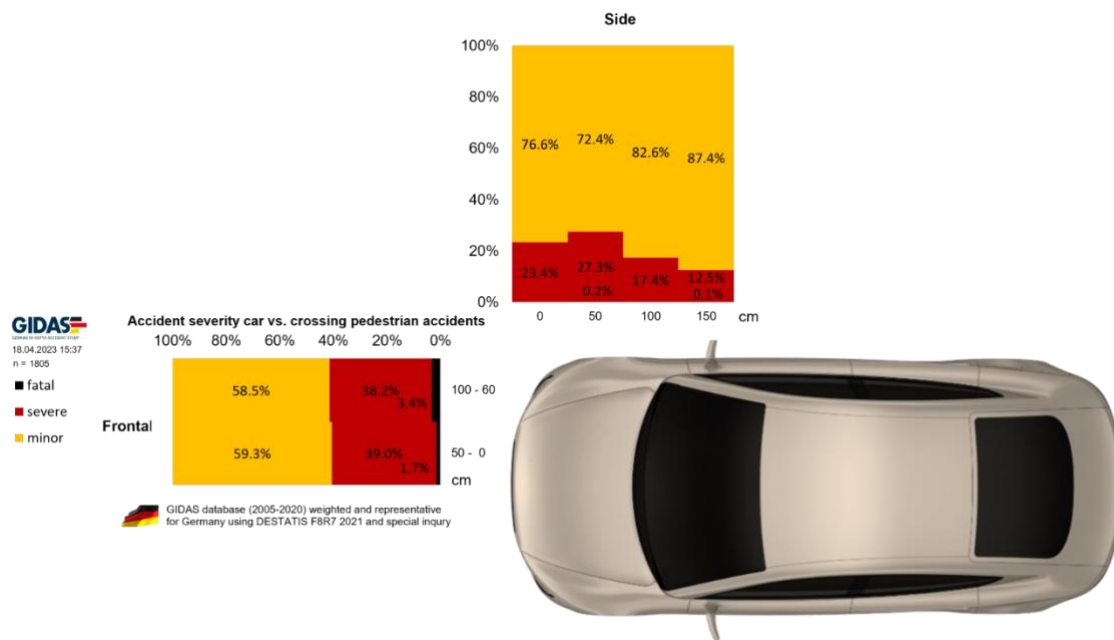 Side
100%
80%
60%
40%
20%
0%
76.6%
72.4%
82.6%
87.4%
23.4%
27.3%
17.4%
12.5%
0.2%
0.1%
0
50
100
150
cm
GIDAS
18.04.2023 15:37
n = 1805
fatal
severe
minor
Accident severity car vs. crossing pedestrian accidents
100% 80% 60% 40% 20% 0%
Frontal
58.5%
38.2%
3.4%
100 - 60
59.3%
39.0%
1.7%
50 - 0
cm
GIDAS database (2005-2020) weighted and representative
for Germany using DESTATIS F8R7 2021 and special inqury